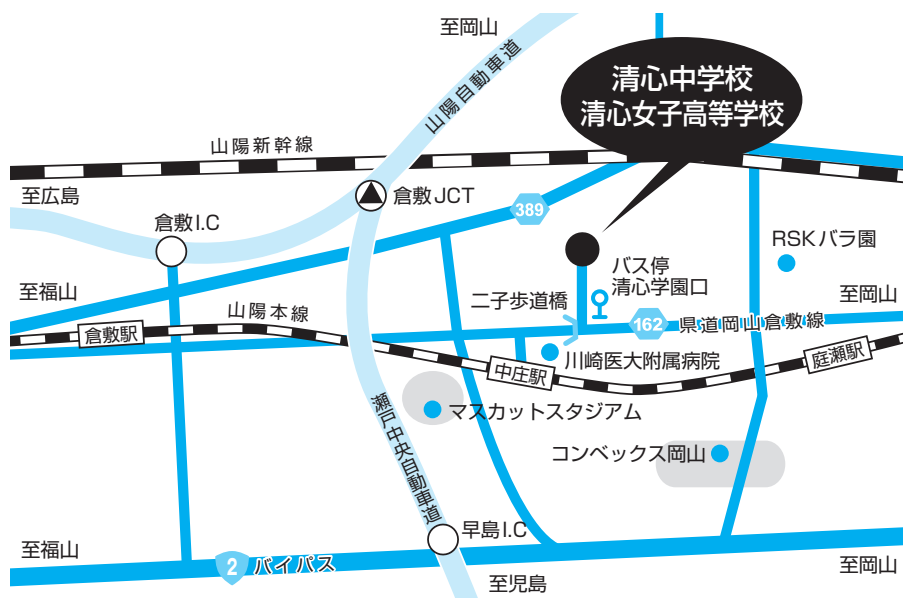 至岡山
清心中学校
清心女子高等学校
山陽自動車道
山陽新幹線
至広島
倉敷JCT
389
倉敷I.C
RSKバラ園
バス停
清心学園口
至福山
二子歩道橋
至岡山
山陽本線
162
県道岡山倉敷線
倉敷駅
川崎医大附属病院
庭瀬駅
中庄駅
瀬戸中央自動車道
マスカットスタジアム
コンベックス岡山
早島I.C
至福山
2
バイパス
至岡山
至児島